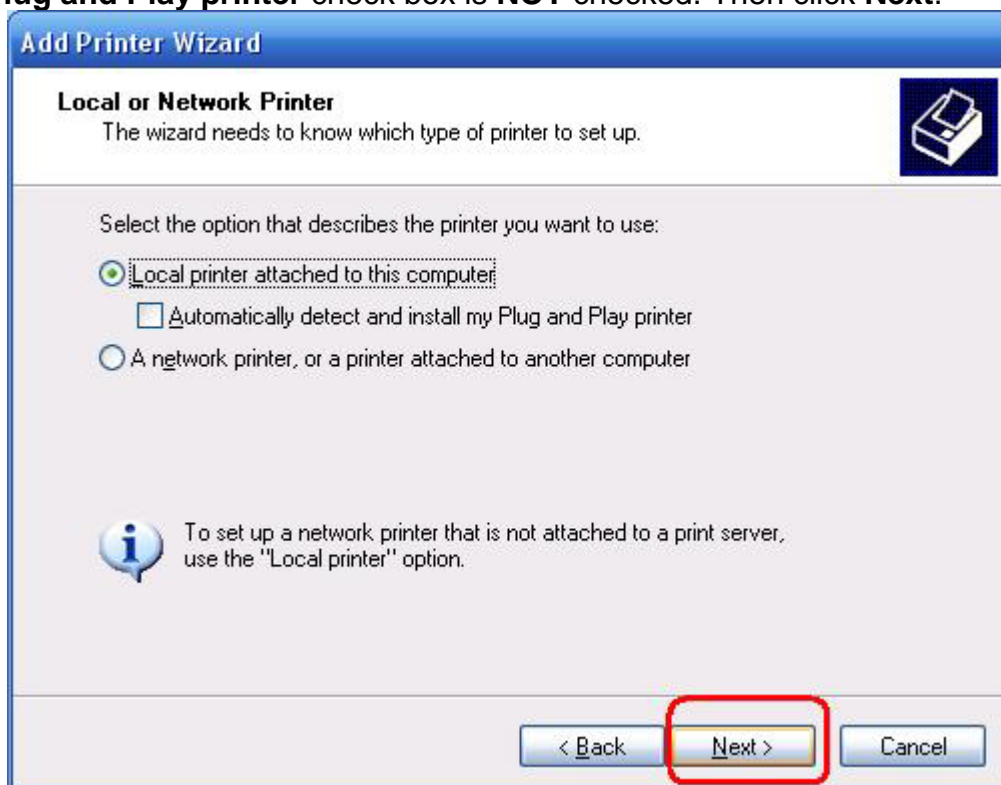 lug and Play printer check box is NOT checked. Then click Next.
Add Printer Wizard
Local or Network Printer
The wizard needs to know which type of printer to set up.
Select the option that describes the printer you want to use:
Local printer attached to this computer
Automatically detect and install my Plug and Play printer
A network printer, or a printer attached to another computer
To set up a network printer that is not attached to a print server,
use the "Local printer" option.
< Back Next > Cancel